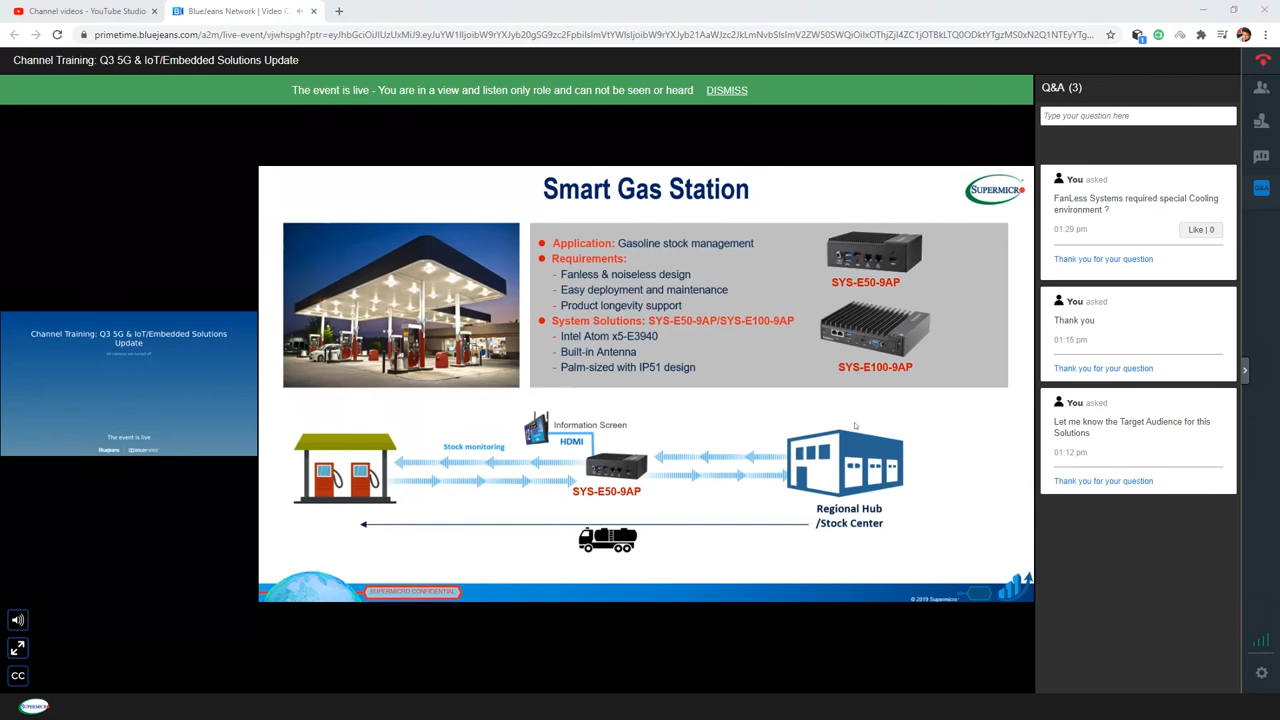 Channel videos - YouTube Studio
BlueJeans Network | Video C
Channel Training: Q3 5G & IoT/Embedded Solutions Update
The event is live - You are in a view and listen only role and can not be seen or heard DISMISS
Q&A (3)
Type your question here
You asked
FanLess Systems required special Cooling
environment ?
01:29 pm
Like | 0
Thank you for your question
You asked
Thank you
01:15 pm
Thank you for your question
You asked
Let me know the Target Audience for this
Solutions
01:12 pm
Thank you for your question
Q&A
Channel Training: Q3 5G & IoT/Embedded Solutions
Update
The event is live
BlueJeans
Smart Gas Station
SUPERMICRO
Application: Gasoline stock management
Requirements:
- Fanless & noiseless design
- Easy deployment and maintenance
- Product longevity support
System Solutions: SYS-E50-9AP/SYS-E100-9AP
- Intel Atom x5-E3940
- Built-in Antenna
- Palm-sized with IP51 design
SYS-E50-9AP
SYS-E100-9AP
Stock monitoring
Information Screen
HDMI
SYS-E50-9AP
Regional Hub
/Stock Center
SUPERMICRO CONFIDENTIAL
© 2019 Supermicro
CC